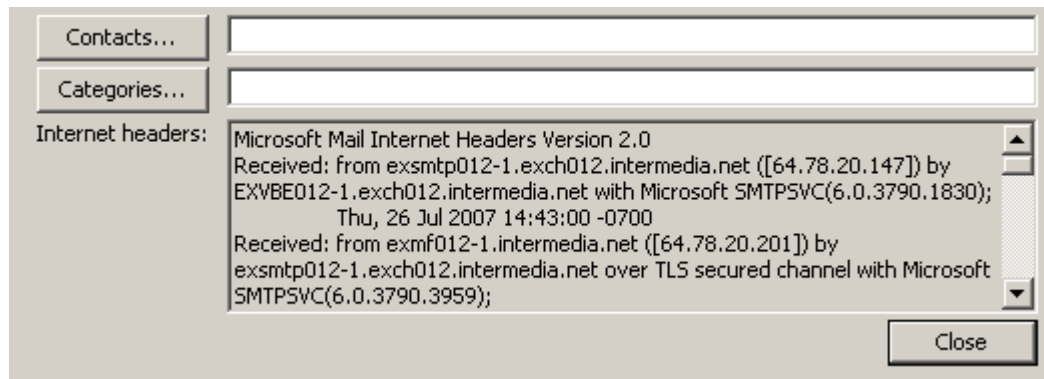 Contacts...
Categories...
Internet headers:
Microsoft Mail Internet Headers Version 2.0
Received: from exsmtp012-1.exch012.intermedia.net ([64.78.20.147]) by
EXVBE012-1.exch012.intermedia.net with Microsoft SMTPSVC(6.0.3790.1830);
Thu, 26 Jul 2007 14:43:00 -0700
Received: from exmf012-1.intermedia.net ([64.78.20.201]) by
exsmtp012-1.exch012.intermedia.net over TLS secured channel with Microsoft
SMTPSVC(6.0.3790.3959);
Close